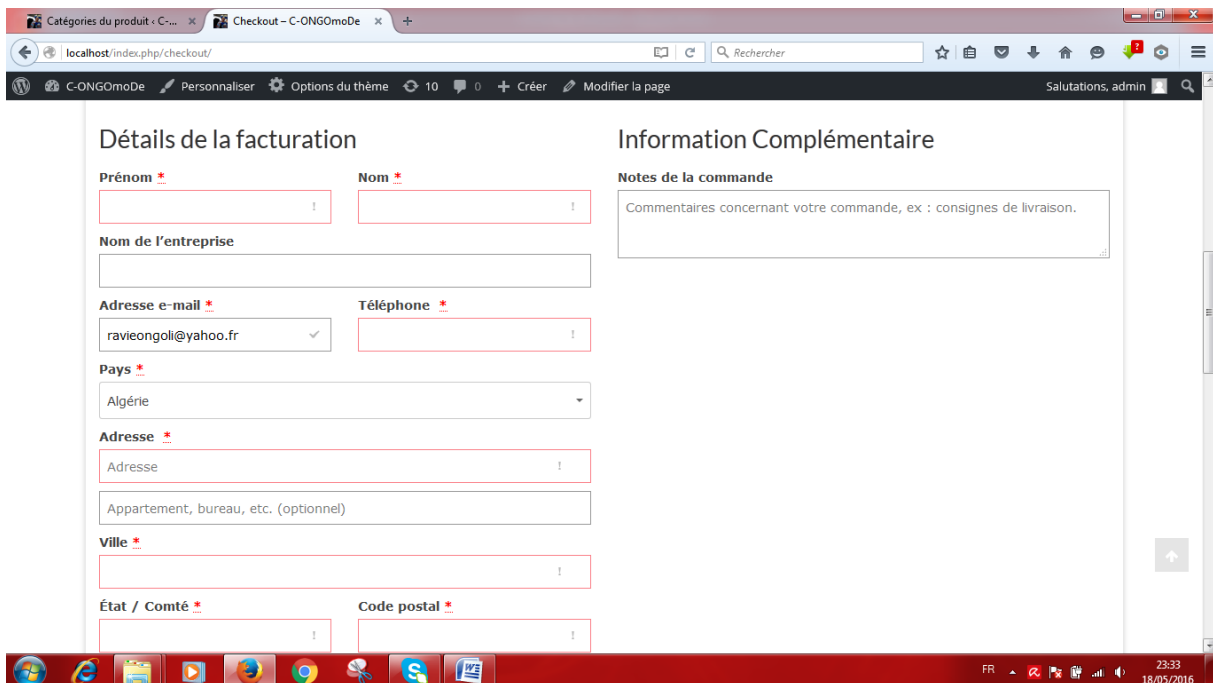 Catégories du produit ‹ C-... × Checkout – C-ONGOmoDe × +
localhost/index.php/checkout/ Rechercher ?
C-ONGOmoDe Personnaliser Options du thème 10 0 + Créer Modifier la page Salutations, admin
Détails de la facturation
Information Complémentaire
Prénom * Nom *
Notes de la commande
Commentaires concernant votre commande, ex : consignes de livraison.
Nom de l'entreprise
Adresse e-mail * Téléphone *
ravieongoli@yahoo.fr
Pays *
Algérie
Adresse *
Adresse
Appartement, bureau, etc. (optionnel)
Ville *
État / Comté * Code postal *
FR 23:33
18/05/2016